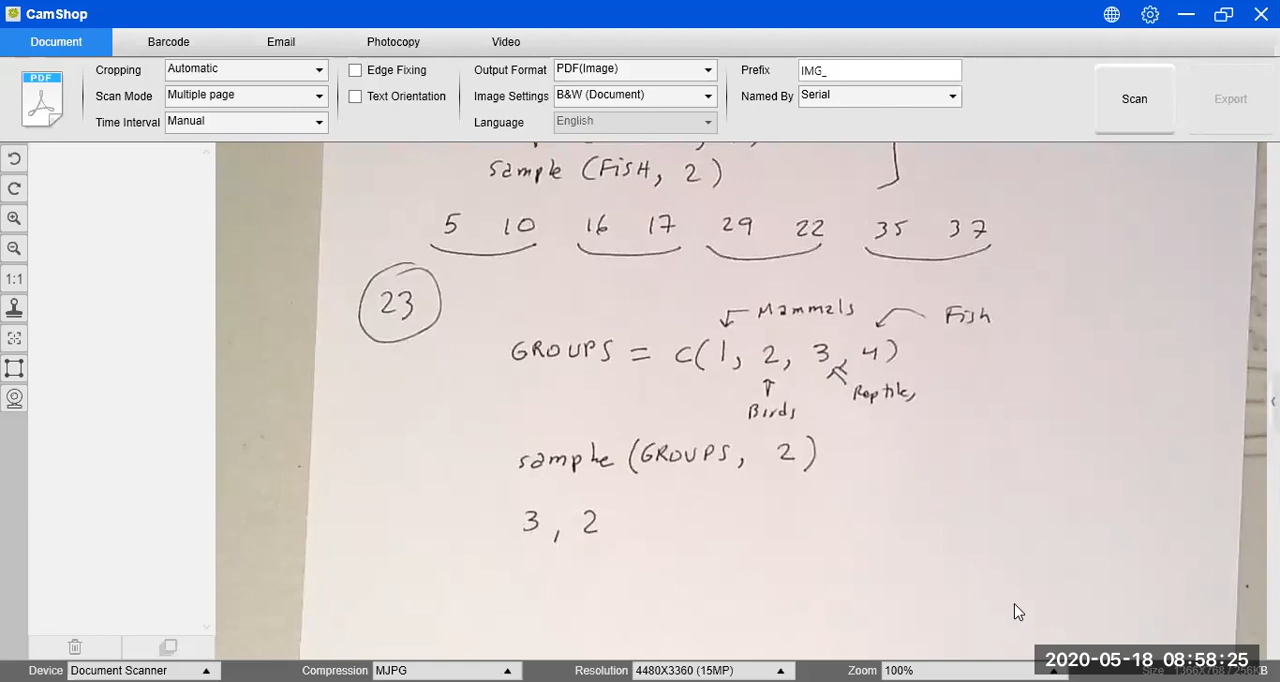 CamShop
Document Barcode Email Photocopy Video
PDF Cropping Automatic Edge Fixing Output Format PDF(Image) Prefix IMG_
Scan Mode Multiple page Text Orientation Image Settings B&W (Document) Named By Serial Scan Export
Time Interval Manual Language English
sample (FISH, 2)
5 10 16 17 29 22 35 37
23
Mammals Fish
GROUPS = c(1, 2, 3, 4)
Birds Reptiles
sample (GROUPS, 2)
3, 2
1:1
2020-05-18 08:58:25
Device Document Scanner Compression MJPG Resolution 4480X3360 (15MP) Zoom 100%